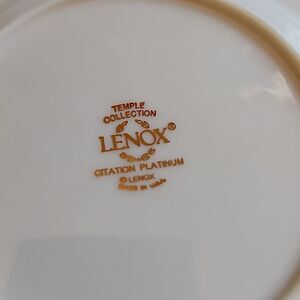 TEMPLE
COLLECTION
LENOX®
CITATION PLATINUM
© LENOX
MADE IN U.S.A.